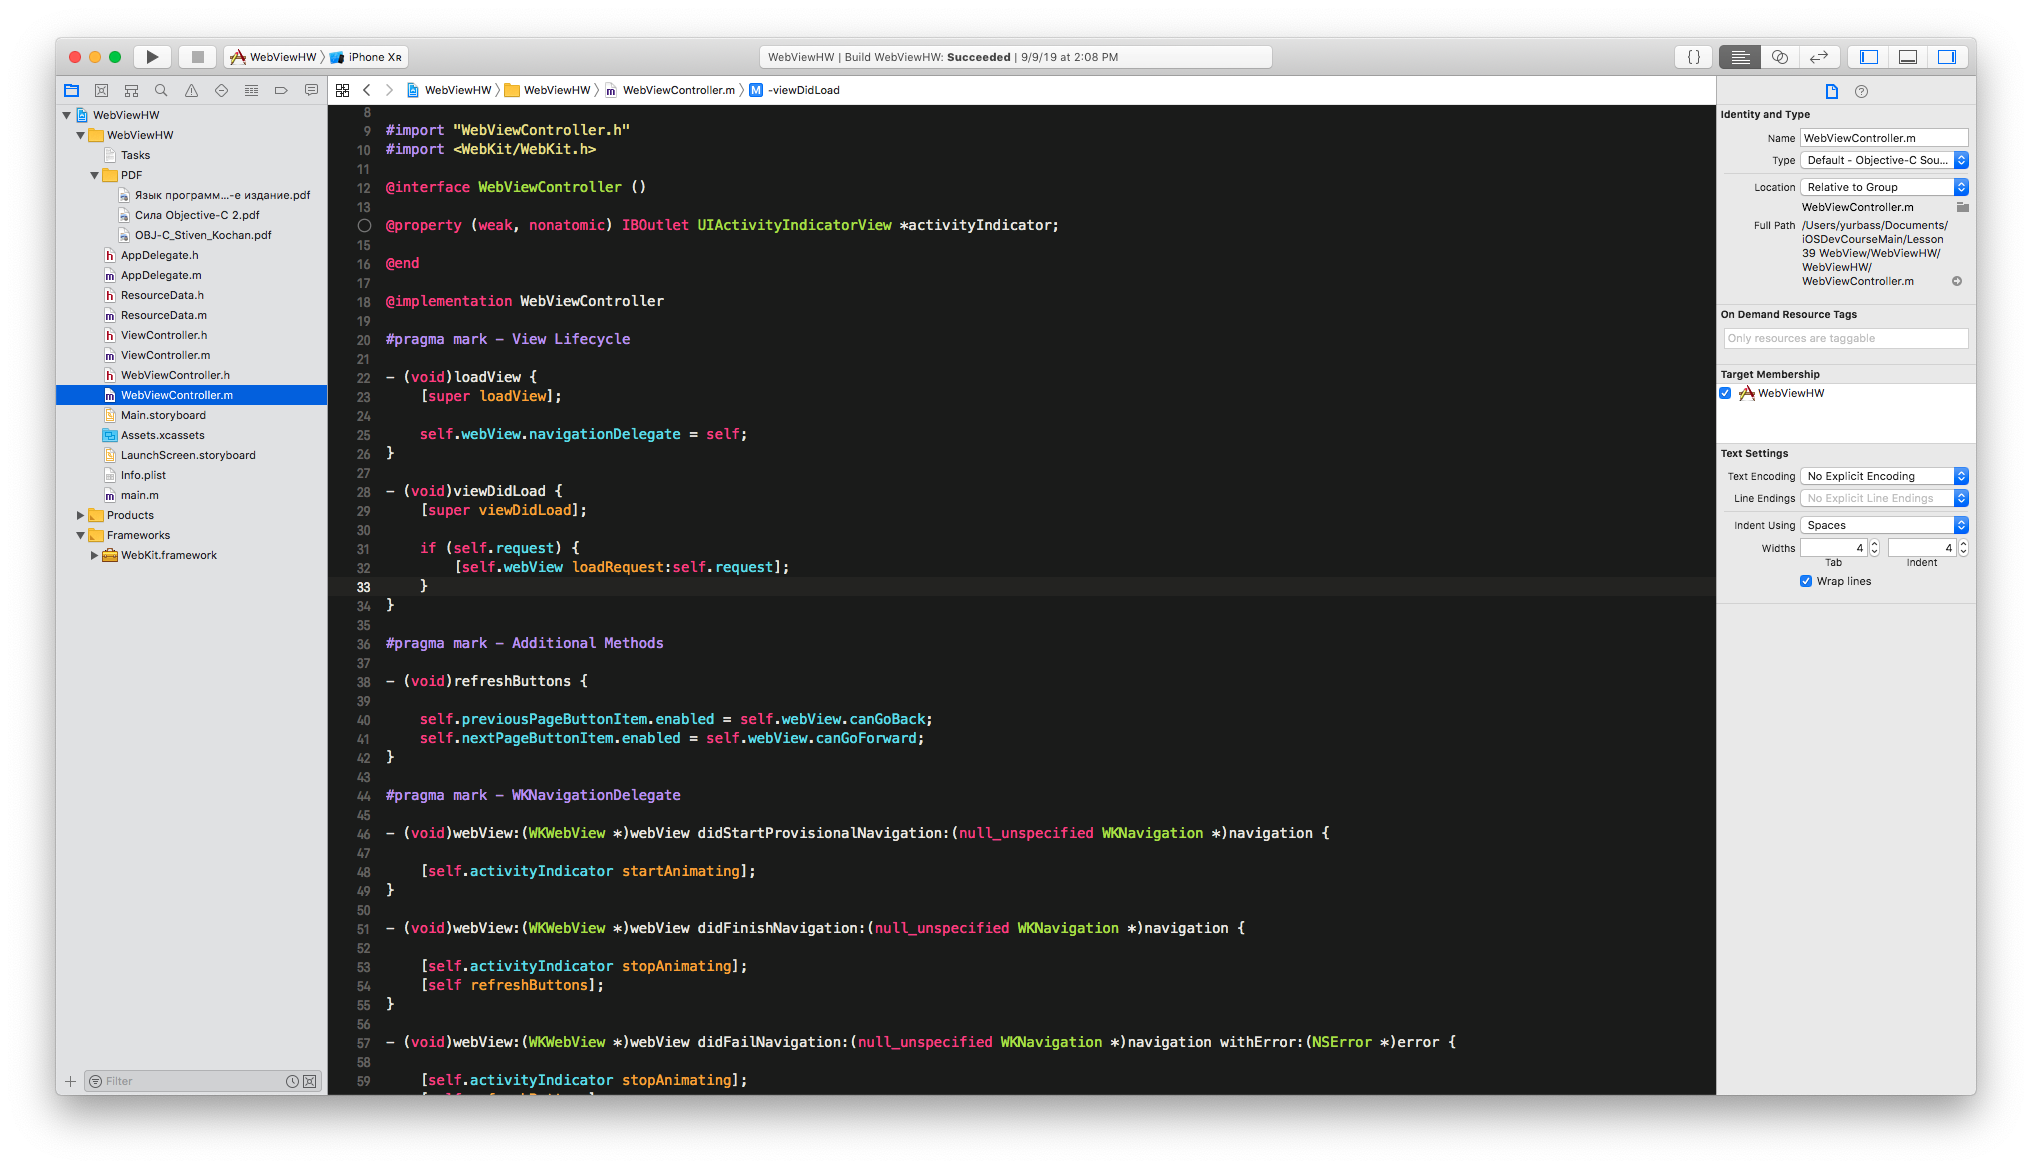 WebViewHW 〉 iPhone XR
WebViewHW | Build WebViewHW: Succeeded | 9/9/19 at 2:08 PM
{ }
WebViewHW 〉 WebViewHW 〉 m WebViewController.m 〉 M -viewDidLoad
WebViewHW
WebViewHW
Tasks
PDF
Язык программ...-е издание.pdf
Сила Objective-C 2.pdf
OBJ-C_Stiven_Kochan.pdf
h AppDelegate.h
m AppDelegate.m
h ResourceData.h
m ResourceData.m
h ViewController.h
m ViewController.m
h WebViewController.h
m WebViewController.m
Main.storyboard
Assets.xcassets
LaunchScreen.storyboard
Info.plist
m main.m
Products
Frameworks
WebKit.framework
Filter
8
9 #import "WebViewController.h"
10 #import <WebKit/WebKit.h>
11
12 @interface WebViewController ()
13
@property (weak, nonatomic) IBOutlet UIActivityIndicatorView *activityIndicator;
15
16 @end
17
18 @implementation WebViewController
19
20 #pragma mark - View Lifecycle
21
22 - (void)loadView {
23 [super loadView];
24
25 self.webView.navigationDelegate = self;
26 }
27
28 - (void)viewDidLoad {
29 [super viewDidLoad];
30
31 if (self.request) {
32 [self.webView loadRequest:self.request];
33 }
34 }
35
36 #pragma mark - Additional Methods
37
38 - (void)refreshButtons {
39
40 self.previousPageButtonItem.enabled = self.webView.canGoBack;
41 self.nextPageButtonItem.enabled = self.webView.canGoForward;
42 }
43
44 #pragma mark - WKNavigationDelegate
45
46 - (void)webView:(WKWebView *)webView didStartProvisionalNavigation:(null_unspecified WKNavigation *)navigation {
47
48 [self.activityIndicator startAnimating];
49 }
50
51 - (void)webView:(WKWebView *)webView didFinishNavigation:(null_unspecified WKNavigation *)navigation {
52
53 [self.activityIndicator stopAnimating];
54 [self refreshButtons];
55 }
56
57 - (void)webView:(WKWebView *)webView didFailNavigation:(null_unspecified WKNavigation *)navigation withError:(NSError *)error {
58
59 [self.activityIndicator stopAnimating];
Identity and Type
Name WebViewController.m
Type Default - Objective-C Sou...
Location Relative to Group
WebViewController.m
Full Path /Users/yurbass/Documents/
iOSDevCourseMain/Lesson
39 WebView/WebViewHW/
WebViewHW/
WebViewController.m
On Demand Resource Tags
Only resources are taggable
Target Membership
WebViewHW
Text Settings
Text Encoding No Explicit Encoding
Line Endings No Explicit Line Endings
Indent Using Spaces
Widths 4 4
Tab Indent
Wrap lines